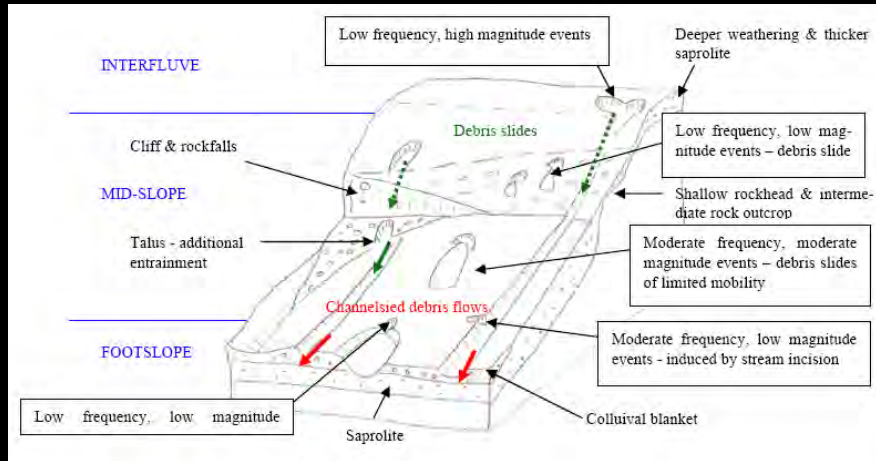 Low frequency, high magnitude events
Deeper weathering & thicker
saprolite
INTERFLUVE
Debris slides
Low frequency, low mag-
nitude events – debris slide
Cliff & rockfalls
MID-SLOPE
Shallow rockhead & interme-
diate rock outcrop
Talus - additional
entrainment
Moderate frequency, moderate
magnitude events – debris slides
of limited mobility
Channelsied debris flows
FOOTSLOPE
Moderate frequency, low magnitude
events - induced by stream incision
Low frequency, low magnitude
Saprolite
Colluival blanket